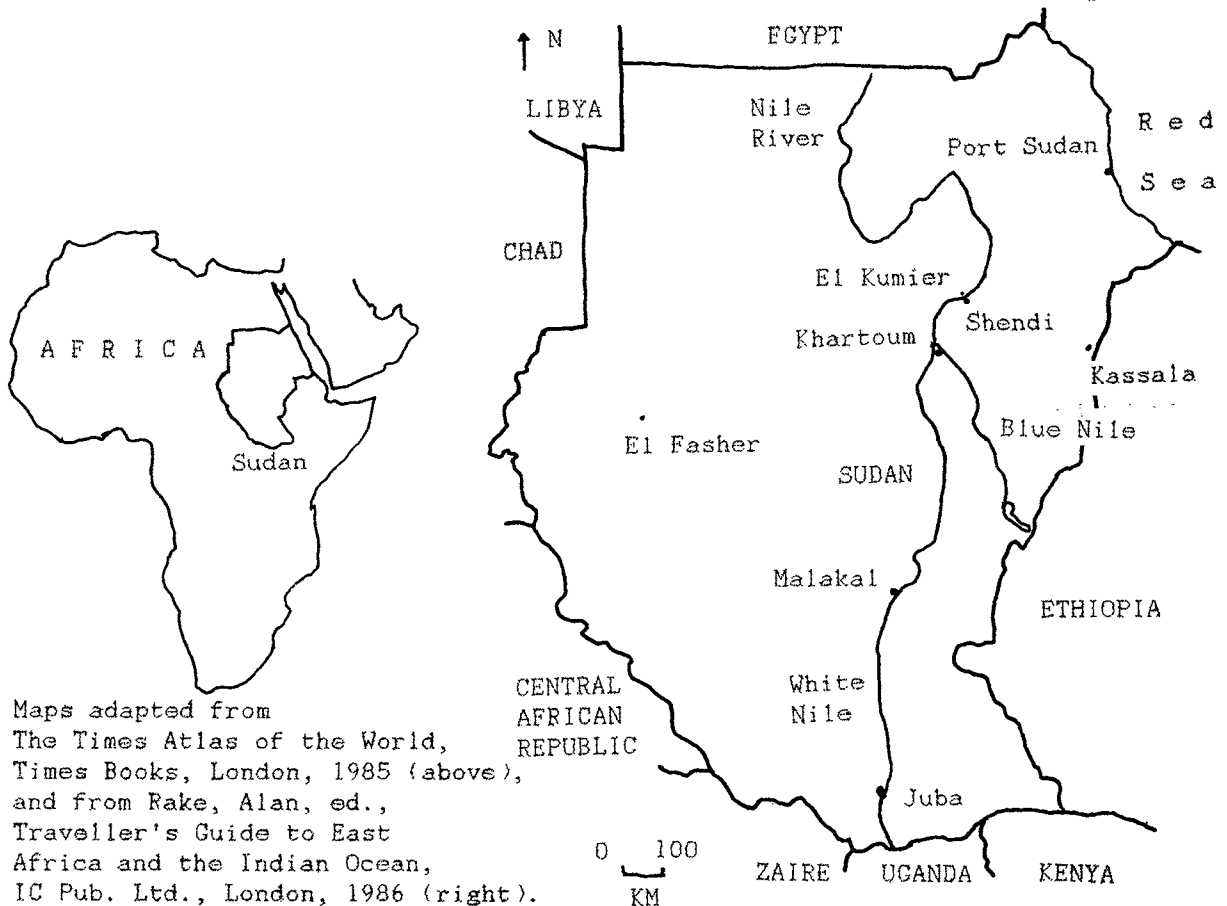 N
EGYPT
LIBYA
Nile
River
Red
Sea
Port Sudan
CHAD
El Kumier
Shendi
Khartoum
Kassala
AFRICA
Sudan
El Fasher
Blue Nile
SUDAN
Malakal
ETHIOPIA
White
Nile
CENTRAL
AFRICAN
REPUBLIC
Juba
0 100
KM
ZAIRE
UGANDA
KENYA
Maps adapted from
The Times Atlas of the World,
Times Books, London, 1985 (above),
and from Rake, Alan, ed.,
Traveller's Guide to East
Africa and the Indian Ocean,
IC Pub. Ltd., London, 1986 (right).